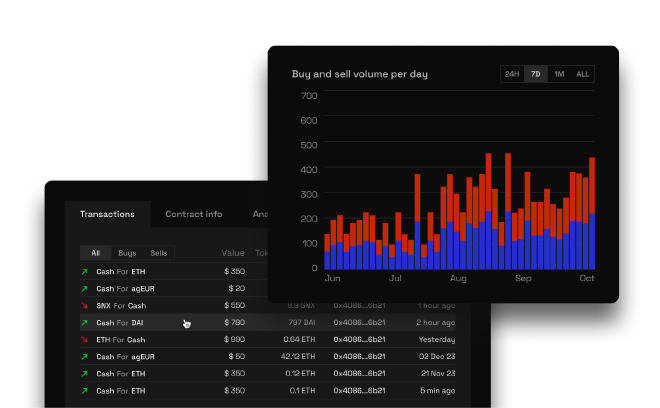 Buy and sell volume per day
24H 7D 1M ALL
700
600
500
400
300
200
100
0
Jun Jul Aug Sep Oct
Transactions Contract info
All Buys Sells Value
Cash For ETH $ 350
Cash For agEUR $ 20
SNX For Cash $ 550 8.9 SNX 0x4086...6b21 1 hour ago
Cash For DAI $ 780 797 DAI 0x4086...6b21 2 hour ago
ETH For Cash $ 990 0.64 ETH 0x4086...6b21 Yesterday
Cash For agEUR $ 50 42.12 ETH 0x4086...6b21 02 Dec 23
Cash For ETH $ 350 0.12 ETH 0x4086...6b21 21 Nov 23
Cash For ETH $ 350 0.1 ETH 0x4086...6b21 5 min ago